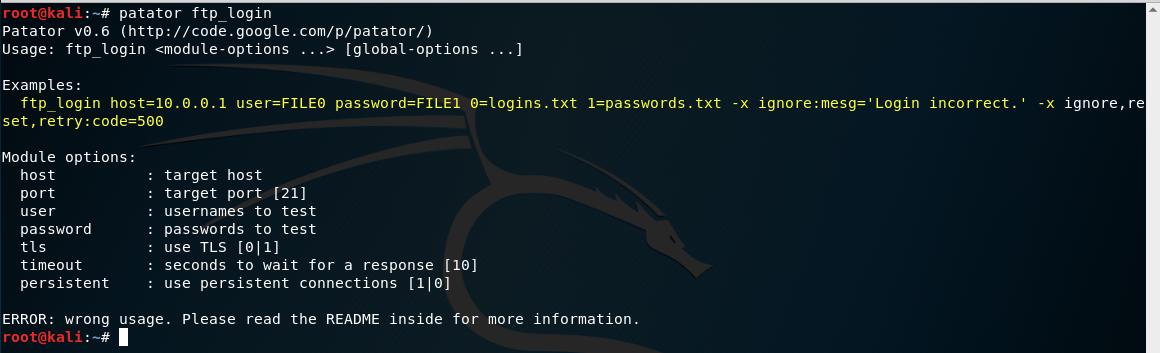 root@kali:~# patator ftp_login
Patator v0.6 (http://code.google.com/p/patator/)
Usage: ftp_login <module-options ...> [global-options ...]
Examples:
  ftp_login host=10.0.0.1 user=FILE0 password=FILE1 0=logins.txt 1=passwords.txt -x ignore:mesg='Login incorrect.' -x ignore,re
set,retry:code=500
Module options:
  host          : target host
  port          : target port [21]
  user          : usernames to test
  password      : passwords to test
  tls           : use TLS [0|1]
  timeout       : seconds to wait for a response [10]
  persistent    : use persistent connections [1|0]
ERROR: wrong usage. Please read the README inside for more information.
root@kali:~#